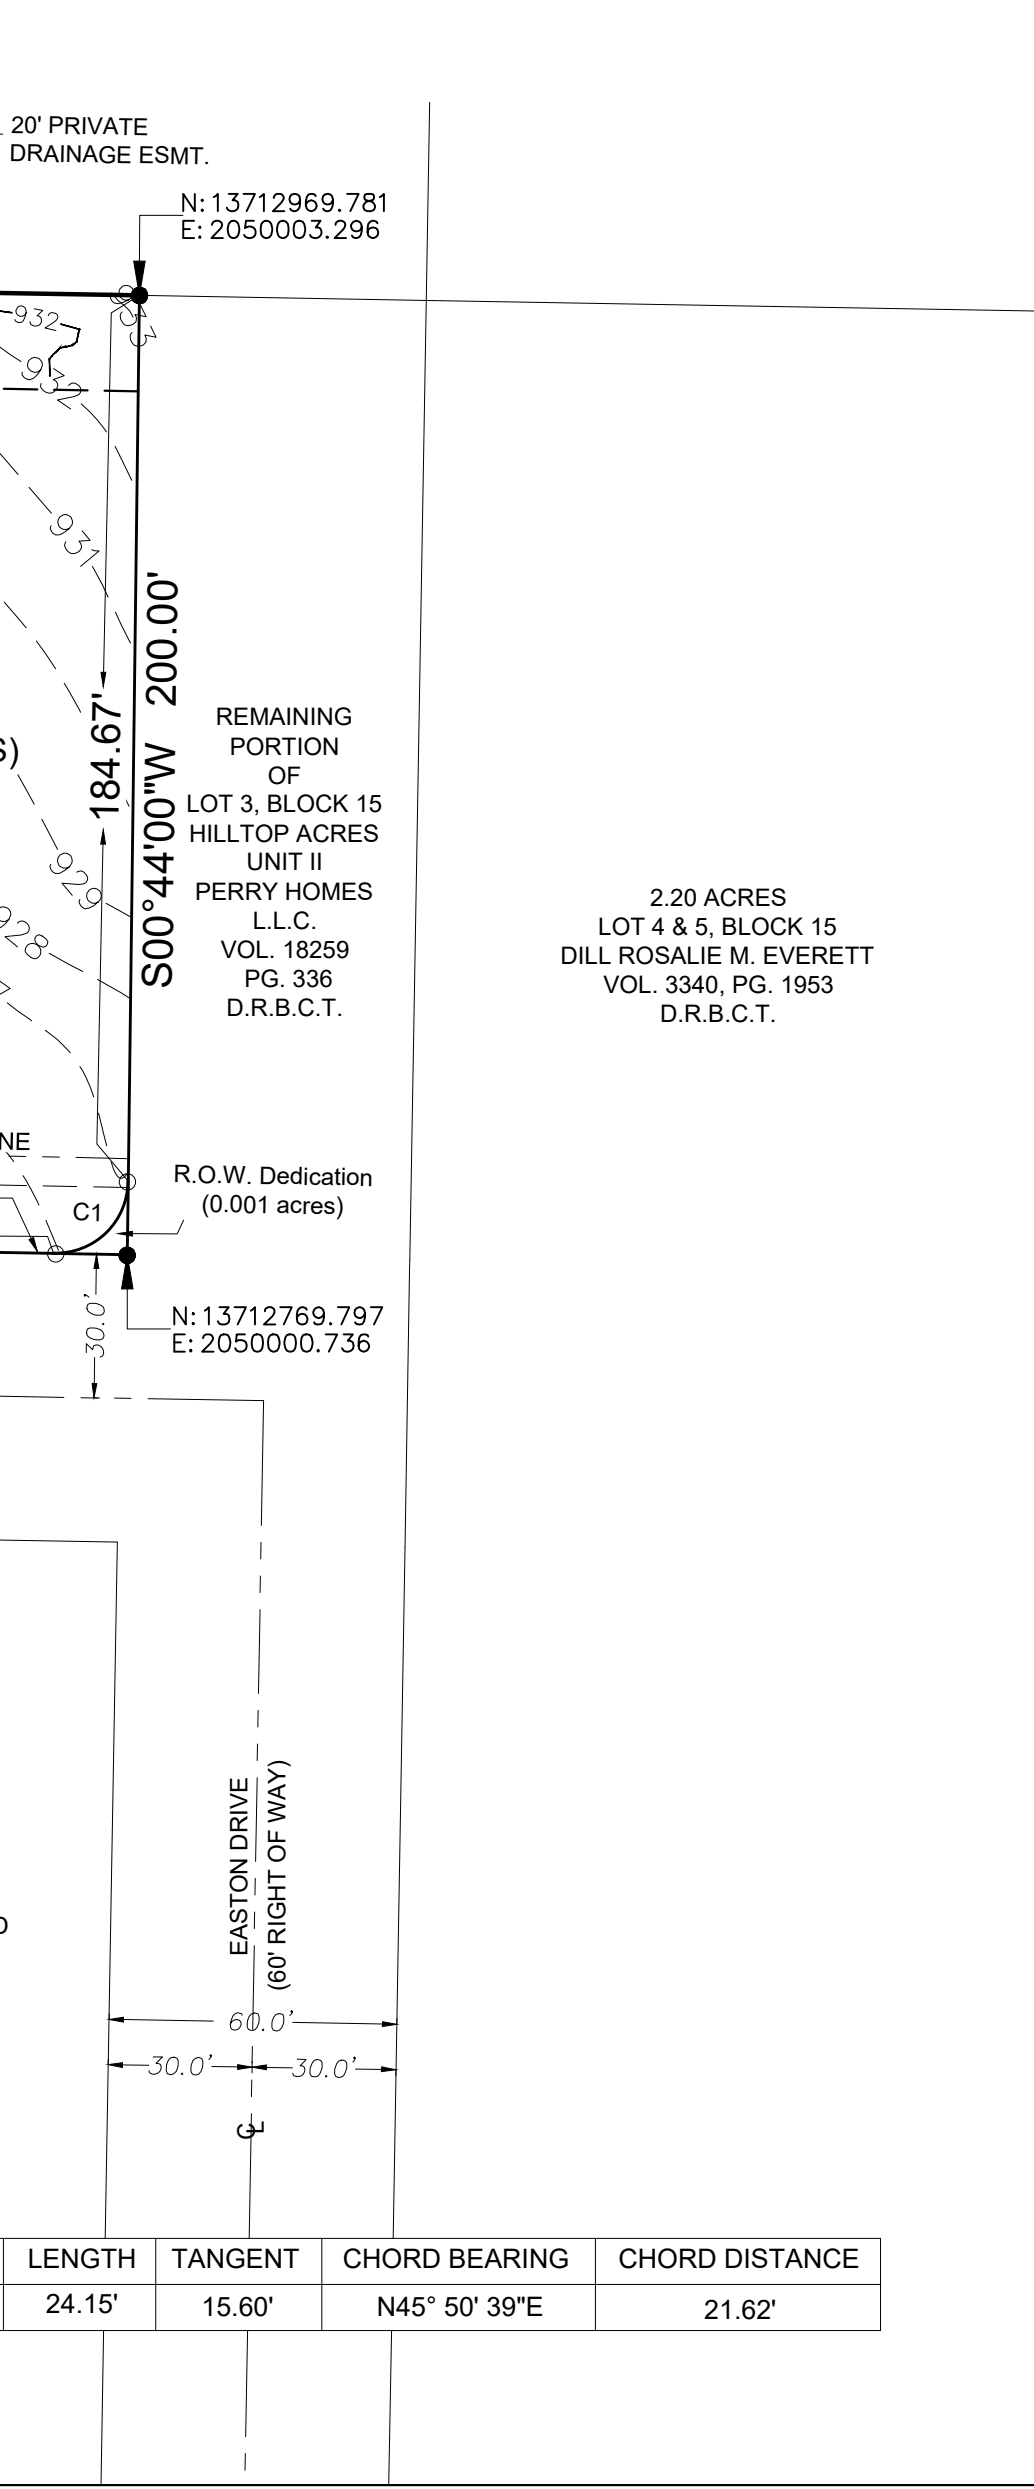 20' PRIVATE
DRAINAGE ESMT.
N: 13712969.781
E: 2050003.296
933
932
932
931
184.67'
S00°44'00"W 200.00'
REMAINING
PORTION
OF
LOT 3, BLOCK 15
HILLTOP ACRES
UNIT II
PERRY HOMES
L.L.C.
VOL. 18259
PG. 336
D.R.B.C.T.
2.20 ACRES
LOT 4 & 5, BLOCK 15
DILL ROSALIE M. EVERETT
VOL. 3340, PG. 1953
D.R.B.C.T.
S)
929
928
NE
R.O.W. Dedication
(0.001 acres)
C1
30.0'
N: 13712769.797
E: 2050000.736
EASTON DRIVE
(60' RIGHT OF WAY)
60.0'
30.0' 30.0'
CL
LENGTH TANGENT CHORD BEARING CHORD DISTANCE
24.15' 15.60' N45° 50' 39"E 21.62'